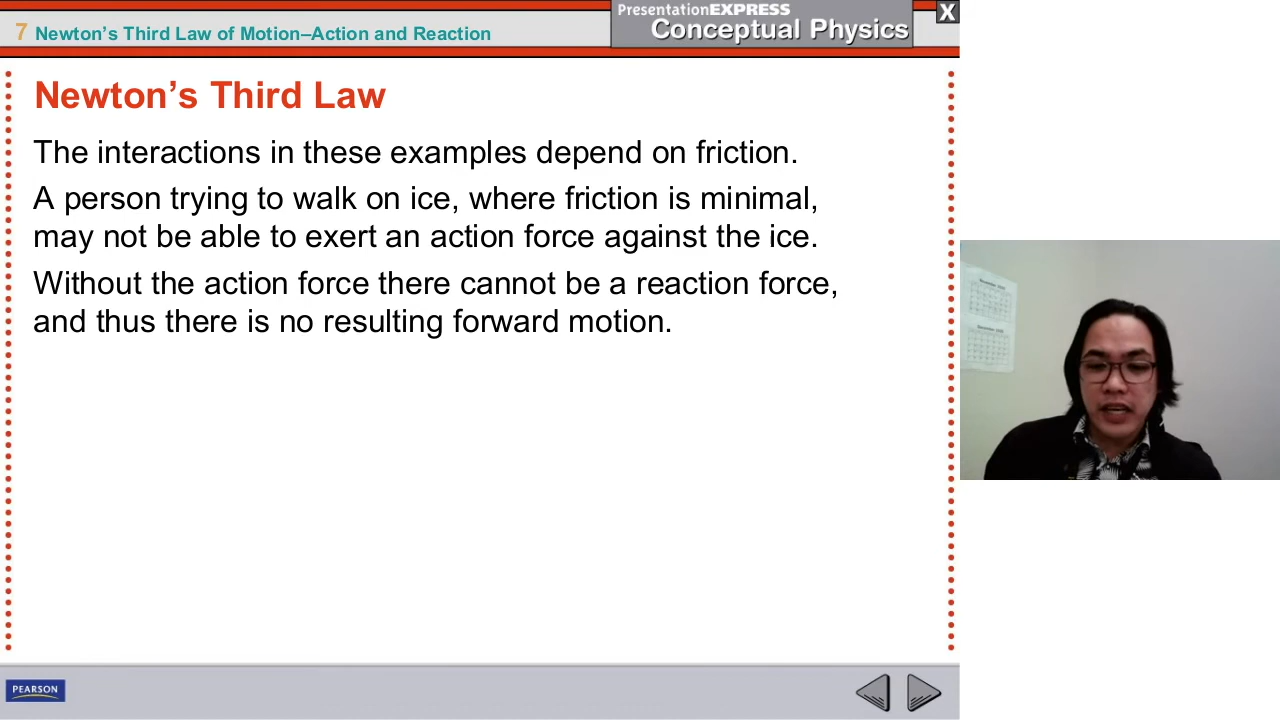 PresentationEXPRESS
Conceptual Physics
X
7 Newton’s Third Law of Motion–Action and Reaction
Newton’s Third Law
The interactions in these examples depend on friction.
A person trying to walk on ice, where friction is minimal,
may not be able to exert an action force against the ice.
Without the action force there cannot be a reaction force,
and thus there is no resulting forward motion.
PEARSON